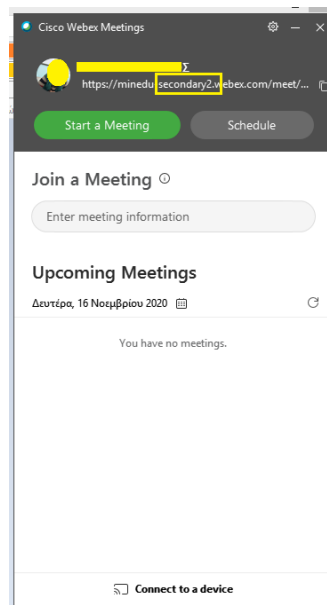 Cisco Webex Meetings
Σ
https://minedu-secondary2.webex.com/meet/...
Start a Meeting
Schedule
Join a Meeting
Enter meeting information
Upcoming Meetings
Δευτέρα, 16 Νοεμβρίου 2020
You have no meetings.
Connect to a device